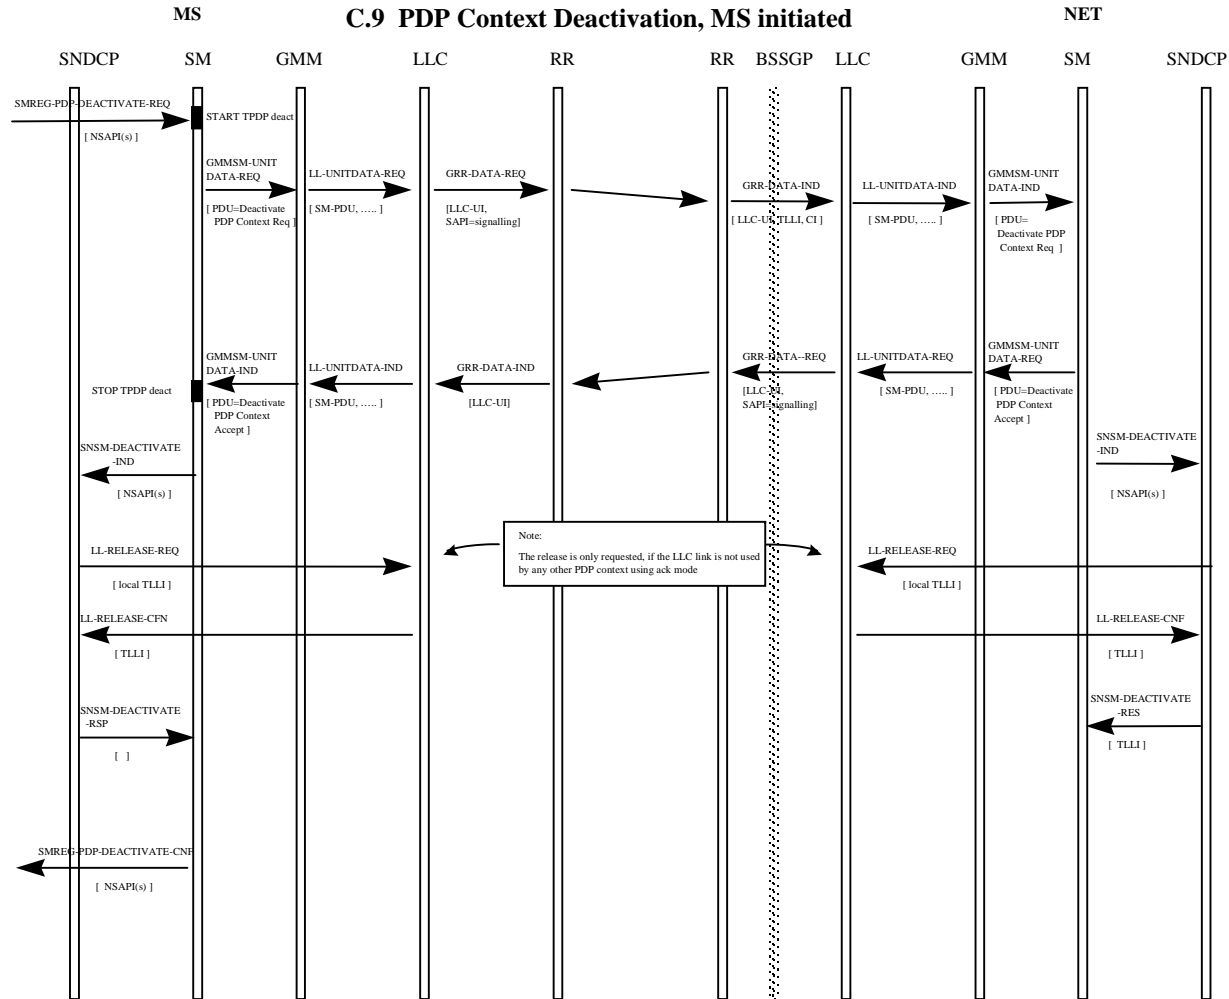 MS
C.9 PDP Context Deactivation, MS initiated
NET
SNDCP
SM
GMM
LLC
RR
RR
BSSGP
LLC
GMM
SM
SNDCP
SMREG-PDP-DEACTIVATE-REQ
[ NSAPI(s) ]
START TPDP deact
GMMSM-UNIT
DATA-REQ
[ PDU=Deactivate
PDP Context Req ]
LL-UNITDATA-REQ
[ SM-PDU, ….. ]
GRR-DATA-REQ
[LLC-UI,
SAPI=signalling]
GRR-DATA-IND
[ LLC-UI, TLLI, CI ]
LL-UNITDATA-IND
[ SM-PDU, ….. ]
GMMSM-UNIT
DATA-IND
[ PDU=
Deactivate PDP
Context Req ]
STOP TPDP deact
GMMSM-UNIT
DATA-IND
[ PDU=Deactivate
PDP Context
Accept ]
LL-UNITDATA-IND
[ SM-PDU, ….. ]
GRR-DATA-IND
[LLC-UI]
GRR-DATA--REQ
[LLC-UI,
SAPI=signalling]
LL-UNITDATA-REQ
[ SM-PDU, ….. ]
GMMSM-UNIT
DATA-REQ
[ PDU=Deactivate
PDP Context
Accept ]
SNSM-DEACTIVATE
-IND
[ NSAPI(s) ]
SNSM-DEACTIVATE
-IND
[ NSAPI(s) ]
LL-RELEASE-REQ
[ local TLLI ]
Note:
The release is only requested, if the LLC link is not used
by any other PDP context using ack mode
LL-RELEASE-REQ
[ local TLLI ]
LL-RELEASE-CFN
[ TLLI ]
LL-RELEASE-CNF
[ TLLI ]
SNSM-DEACTIVATE
-RSP
[ ]
SNSM-DEACTIVATE
-RES
[ TLLI ]
SMREG-PDP-DEACTIVATE-CNF
[ NSAPI(s) ]